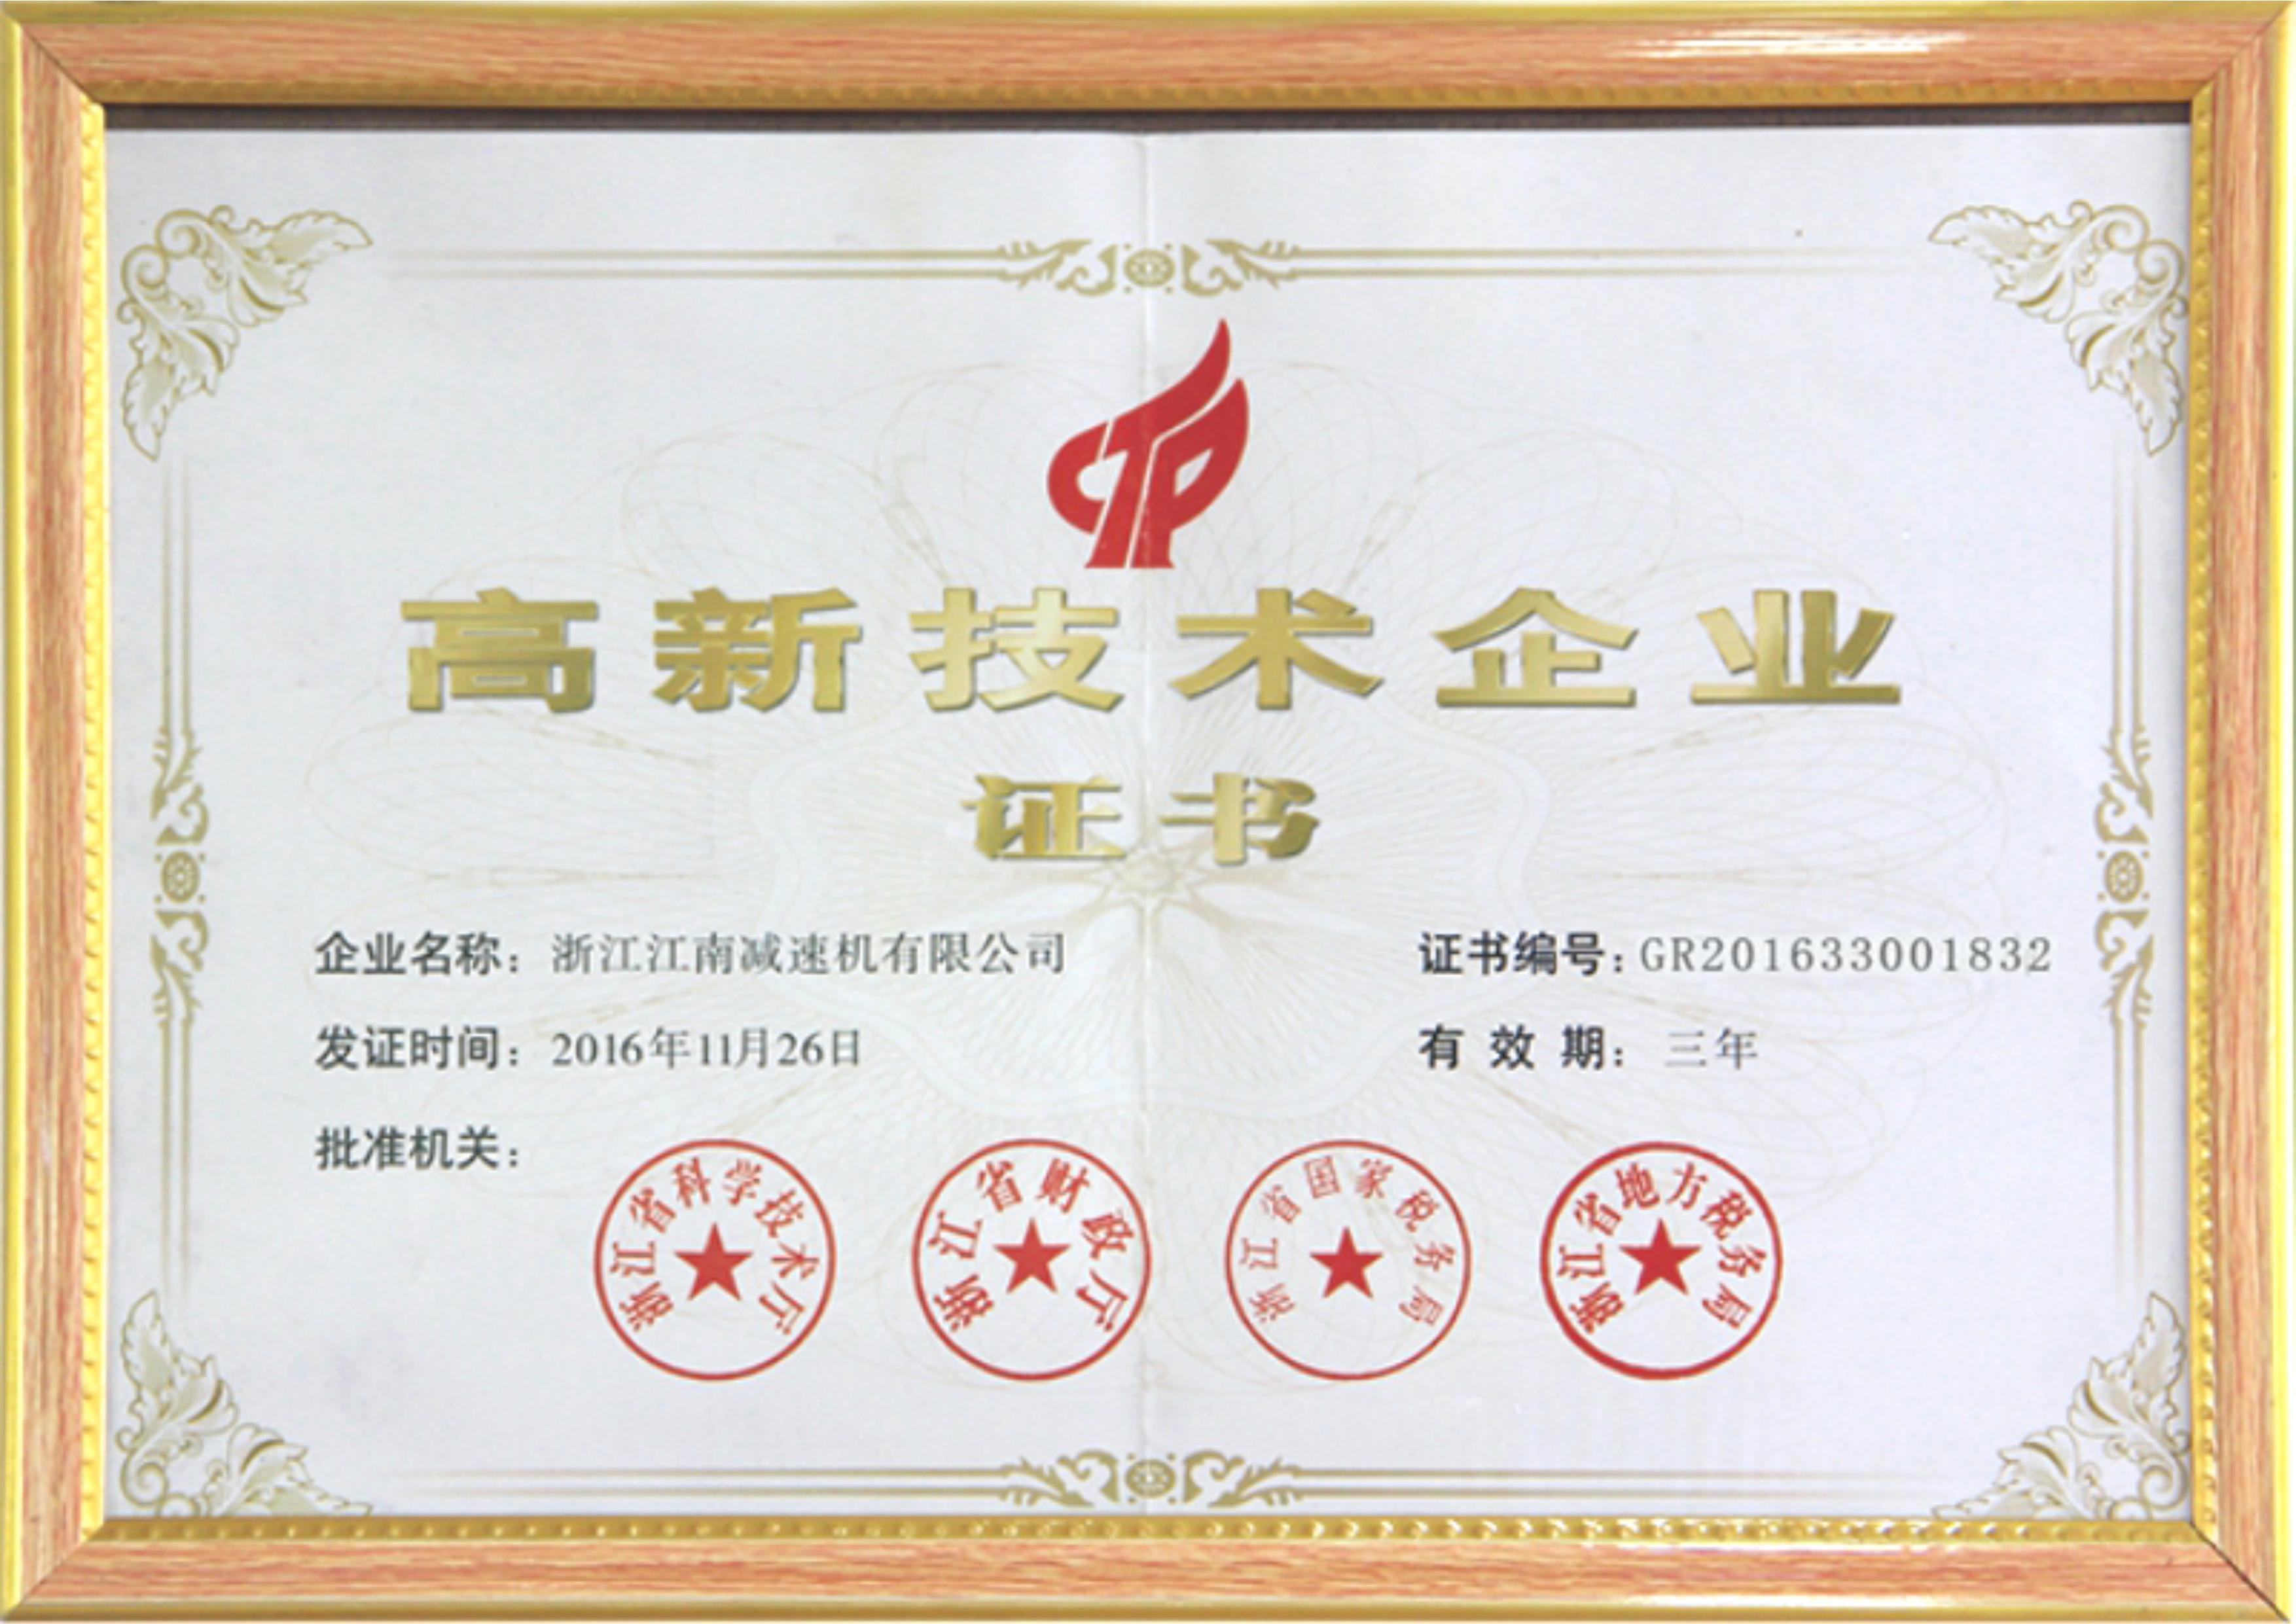 高新技术企业
证书
企业名称：浙江江南减速机有限公司
证书编号：GR201633001832
发证时间：2016年11月26日
有效期：三年
批准机关：
浙江省科学技术厅
浙江省财政厅
浙江省国家税务局
浙江省地方税务局